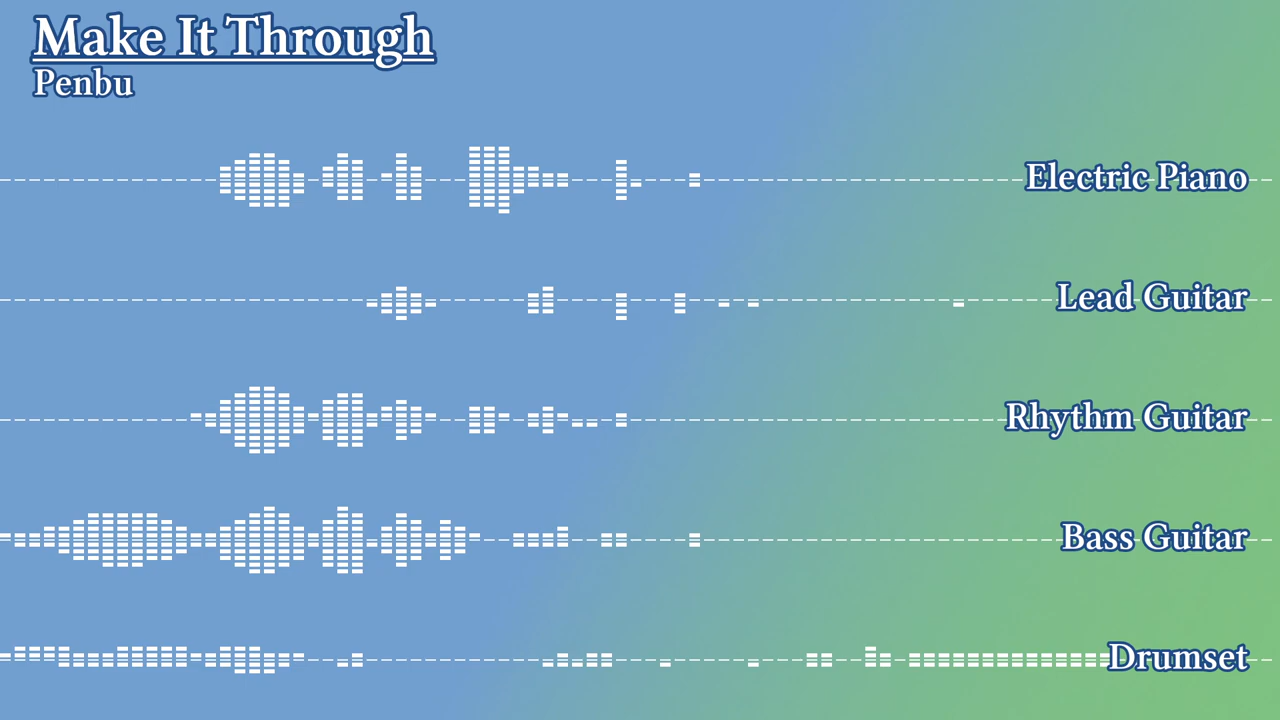 Make It Through
Penbu
Electric Piano
Lead Guitar
Rhythm Guitar
Bass Guitar
Drumset